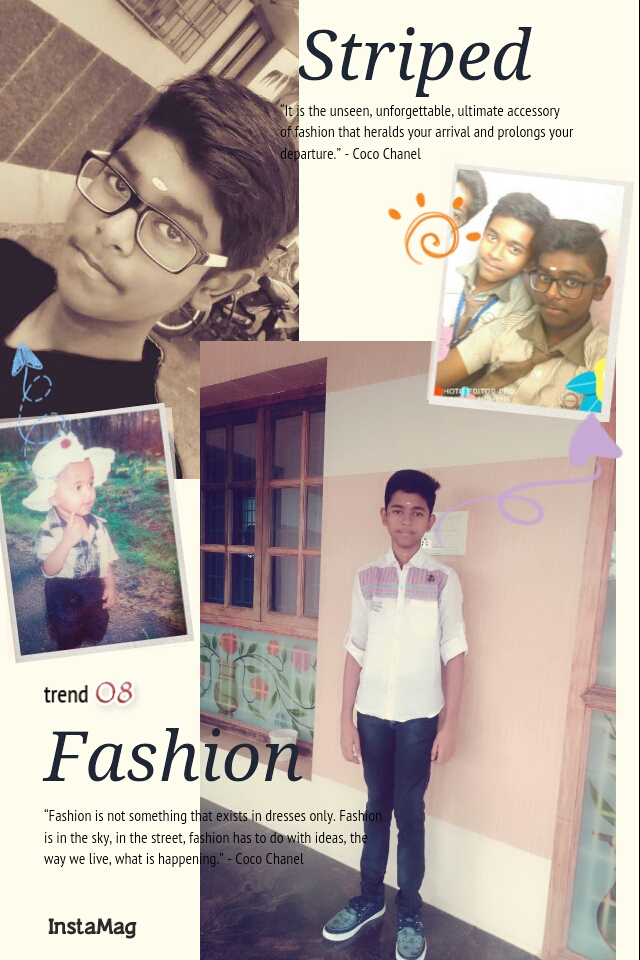 Striped
“It is the unseen, unforgettable, ultimate accessory
of fashion that heralds your arrival and prolongs your
departure.” - Coco Chanel
PHOTO EDITOR PRO
trend 08
Fashion
“Fashion is not something that exists in dresses only. Fashion
is in the sky, in the street, fashion has to do with ideas, the
way we live, what is happening.” - Coco Chanel
InstaMag